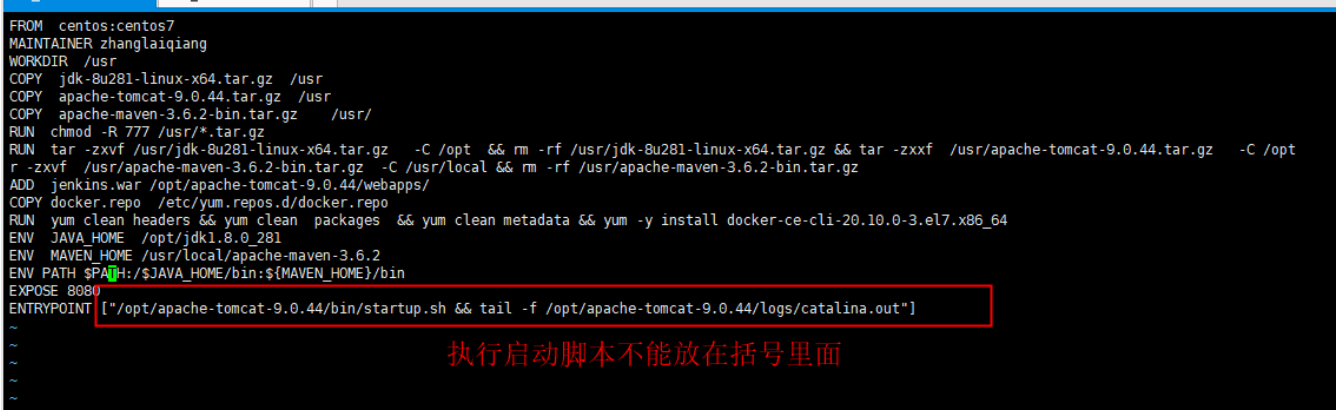 FROM  centos:centos7
MAINTAINER zhanglaiqiang
WORKDIR  /usr
COPY  jdk-8u281-linux-x64.tar.gz  /usr
COPY  apache-tomcat-9.0.44.tar.gz  /usr
COPY  apache-maven-3.6.2-bin.tar.gz    /usr/
RUN  chmod -R 777 /usr/*.tar.gz
RUN  tar -zxvf /usr/jdk-8u281-linux-x64.tar.gz   -C /opt  && rm -rf /usr/jdk-8u281-linux-x64.tar.gz && tar -zxxf  /usr/apache-tomcat-9.0.44.tar.gz   -C /opt
r -zxvf  /usr/apache-maven-3.6.2-bin.tar.gz  -C /usr/local && rm -rf /usr/apache-maven-3.6.2-bin.tar.gz
ADD  jenkins.war /opt/apache-tomcat-9.0.44/webapps/
COPY docker.repo  /etc/yum.repos.d/docker.repo
RUN  yum clean headers && yum clean  packages  && yum clean metadata && yum -y install docker-ce-cli-20.10.0-3.el7.x86_64
ENV  JAVA_HOME  /opt/jdk1.8.0_281
ENV  MAVEN_HOME /usr/local/apache-maven-3.6.2
ENV PATH $PATH:/$JAVA_HOME/bin:${MAVEN_HOME}/bin
EXPOSE 8080
ENTRYPOINT ["/opt/apache-tomcat-9.0.44/bin/startup.sh && tail -f /opt/apache-tomcat-9.0.44/logs/catalina.out"]
~
~
执行启动脚本不能放在括号里面
~
~
~